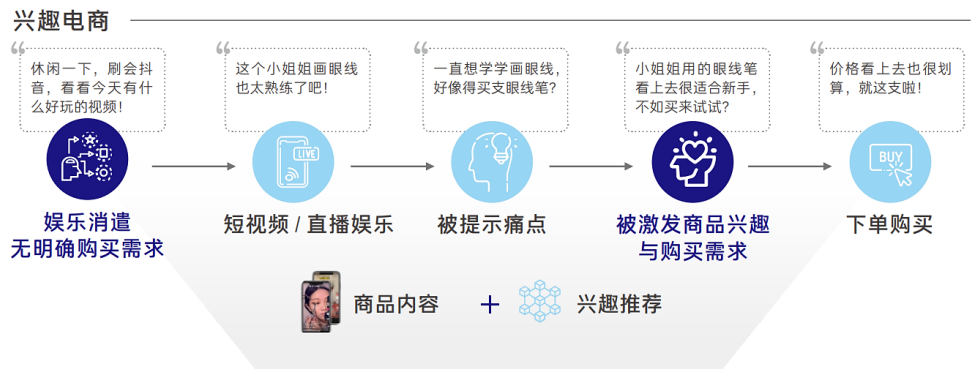 兴趣电商
休闲一下，刷会抖
音，看看今天有什
么好玩的视频！
这个小姐姐画眼线
也太熟练了吧！
一直想学学画眼线，
好像得买支眼线笔？
小姐姐用的眼线笔
看上去很适合新手，
不如买来试试？
价格看上去也很划
算，就这支啦！
LIVE
BUY
娱乐消遣
无明确购买需求
短视频 / 直播娱乐
被提示痛点
被激发商品兴趣
与购买需求
下单购买
商品内容
+
兴趣推荐